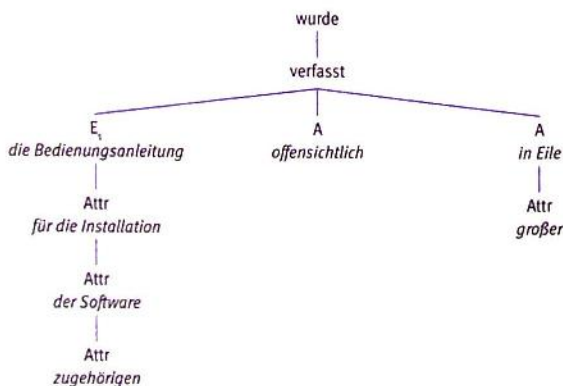 wurde
verfasst
E₁ A A
die Bedienungsanleitung offensichtlich in Eile
Attr Attr
für die Installation großer
Attr
der Software
Attr
zugehörigen